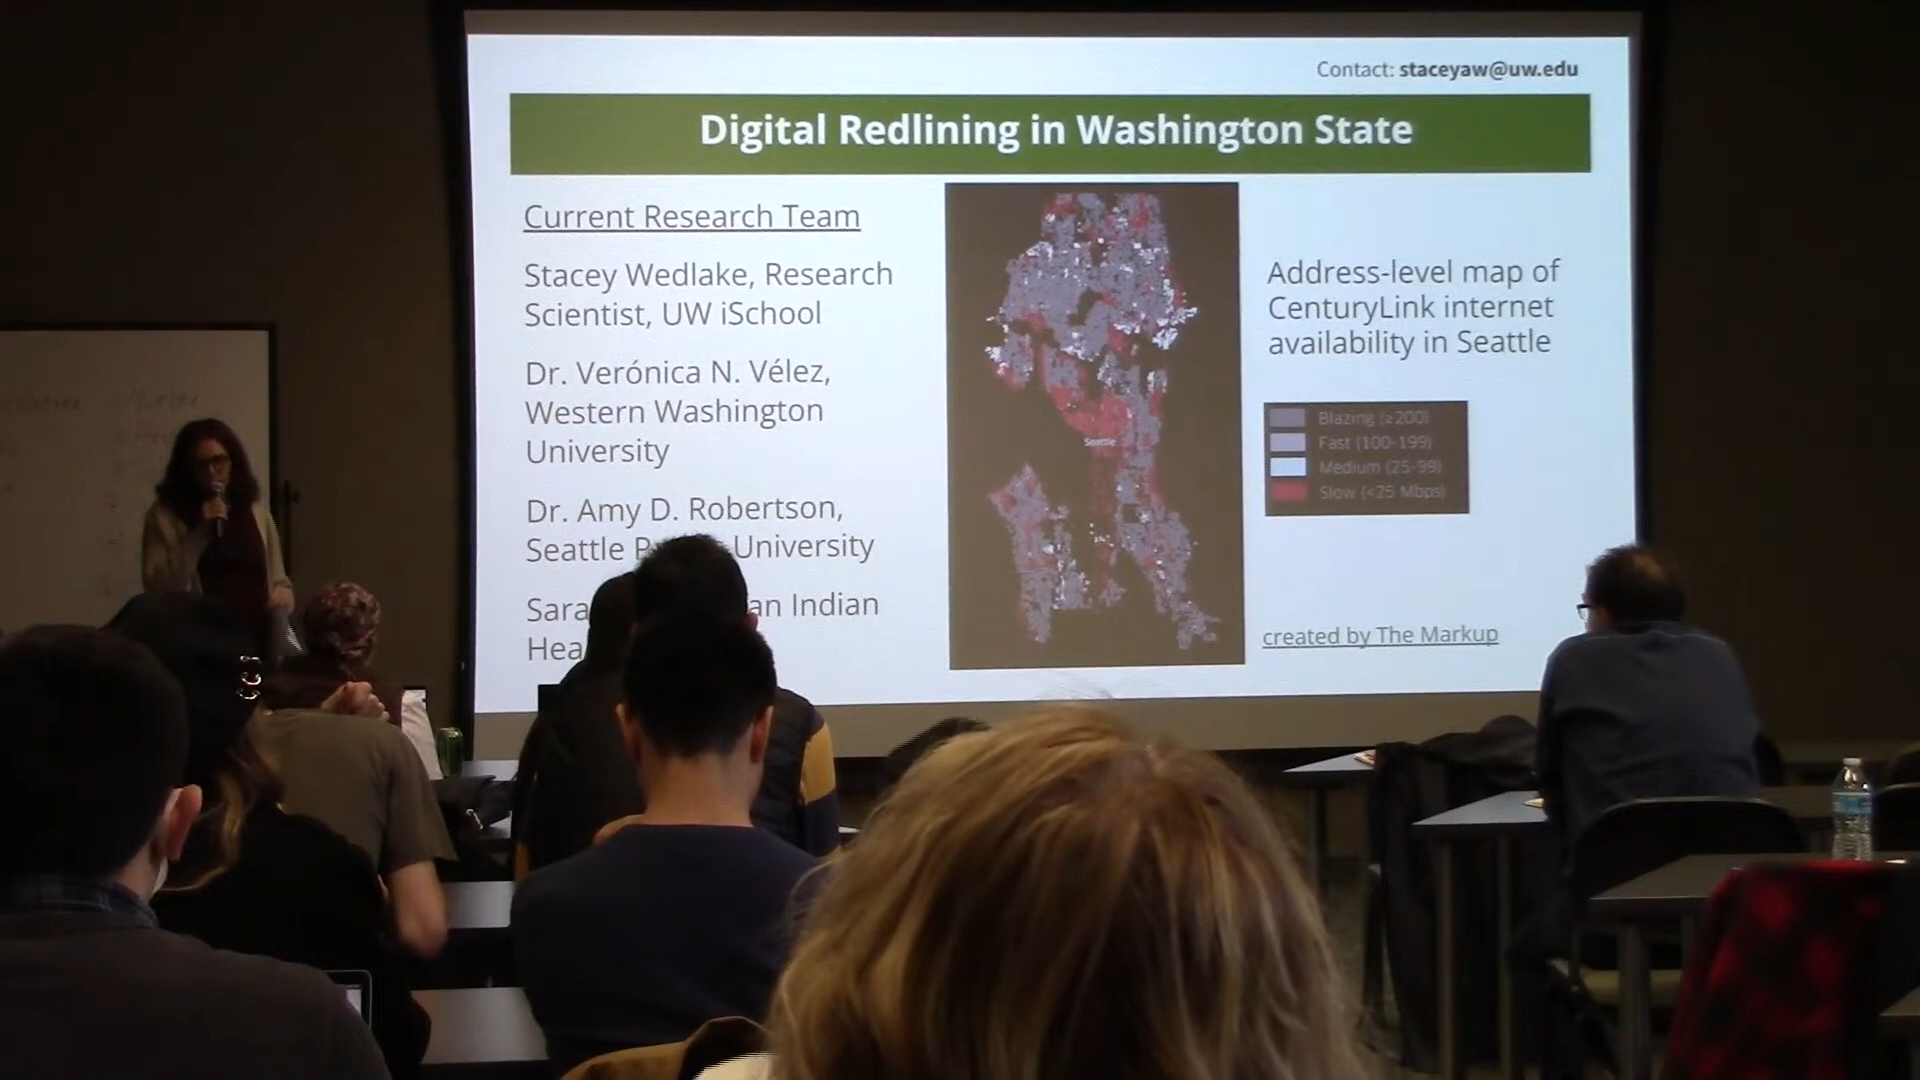 Contact: staceyaw@uw.edu
Digital Redlining in Washington State
Current Research Team
Stacey Wedlake, Research
Scientist, UW iSchool
Dr. Verónica N. Vélez,
Western Washington
University
Dr. Amy D. Robertson,
Seattle University
Indian
Seattle
Address-level map of
CenturyLink internet
availability in Seattle
Blazing (≥200)
Fast (100-199)
Medium (25-99)
Slow (<25 Mbps)
created by The Markup